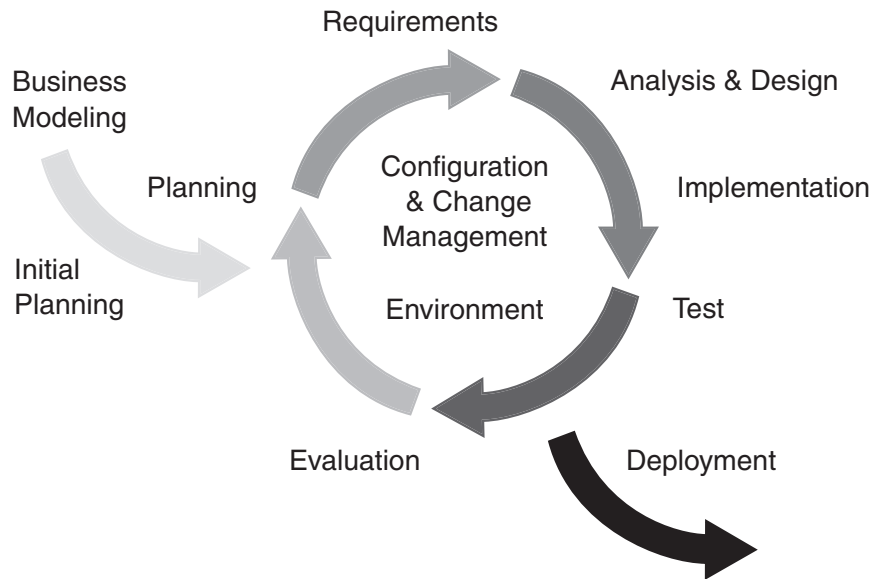 Requirements
Business
Modeling
Analysis & Design
Planning
Configuration
& Change
Management
Implementation
Initial
Planning
Environment
Test
Evaluation
Deployment